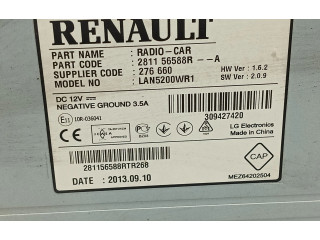 RENAULT
PART NAME : RADIO-CAR
PART CODE : 2811 56588R--A
SUPPLIER CODE : 276 660 HW Ver : 1.6.2
MODEL NO. : LAN5200WR1 SW Ver : 2.0.9
DC 12V
NEGATIVE GROUND 3.5A
E13 10R-036041
309427420
LG Electronics
Made in China
CAP
281156588RTR268
DATE : 2013.09.10
MEZ64202504